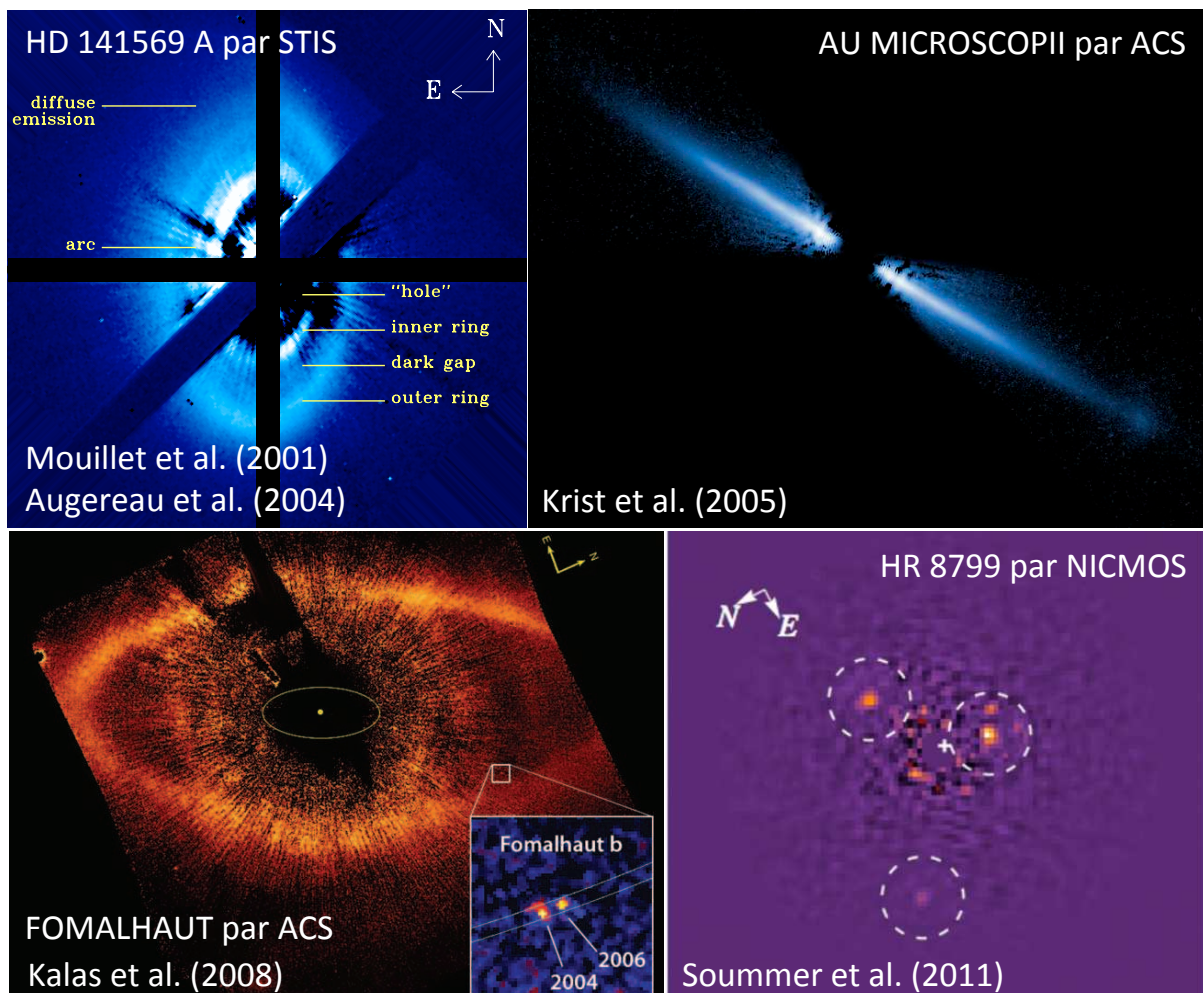 HD 141569 A par STIS
N
E
diffuse
emission
arc
"hole"
inner ring
dark gap
outer ring
Mouillet et al. (2001)
Augereau et al. (2004)
AU MICROSCOPII par ACS
Krist et al. (2005)
E
N
Fomalhaut b
2006
2004
FOMALHAUT par ACS
Kalas et al. (2008)
HR 8799 par NICMOS
N
E
Soummer et al. (2011)